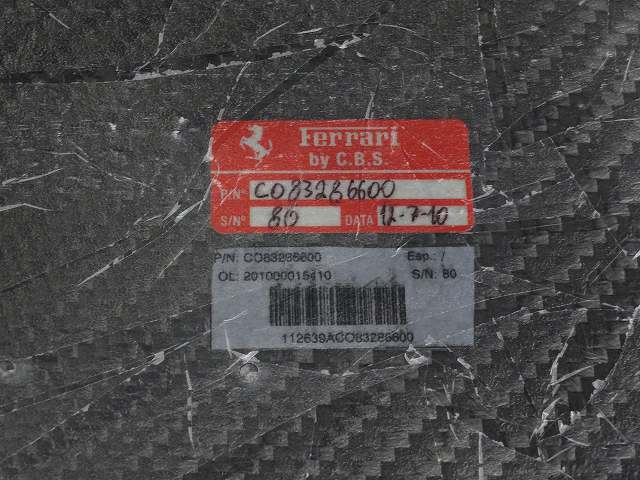 Ferrari
by C.B.S.
P/N° CO83286600
S/N° 80 DATA 12-7-10
P/N: CO83286600 Esp.: /
OL: 201000015410 S/N: 80
112639ACO83286600